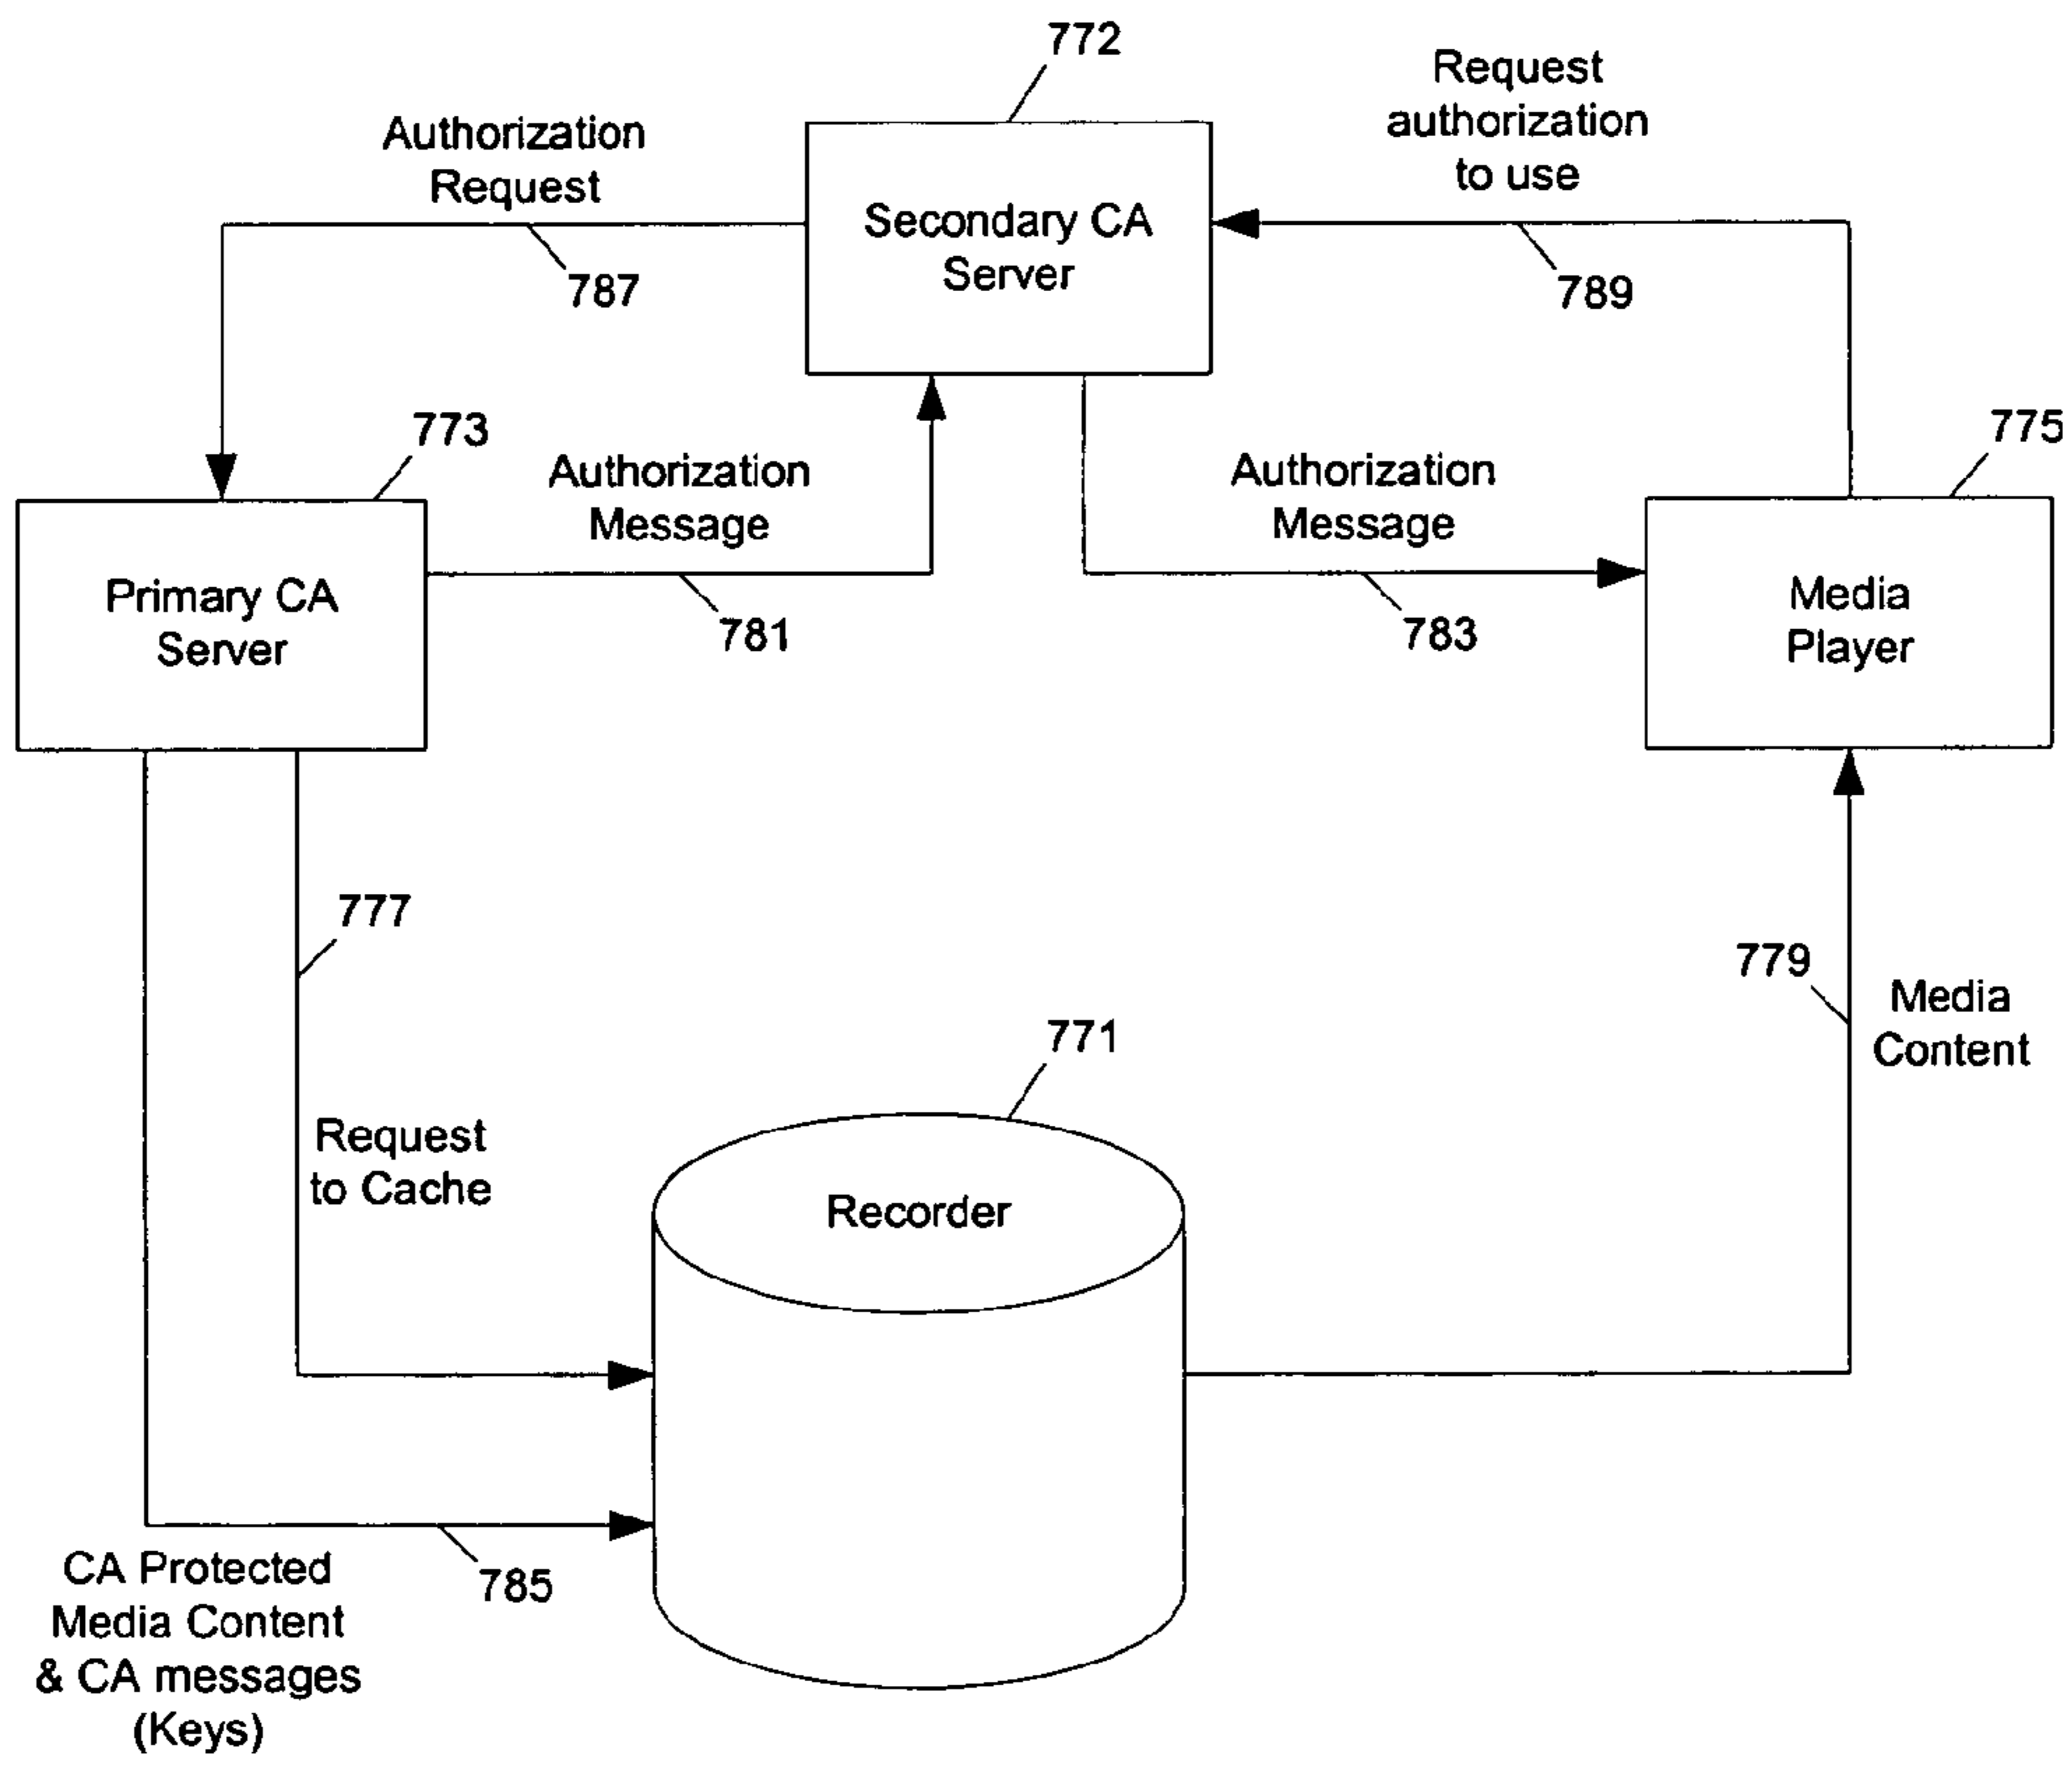 772
Request
authorization
to use
Authorization
Request
Secondary CA
Server
787
789
773
775
Authorization
Message
Authorization
Message
Primary CA
Server
781
783
Media
Player
777
779
Media
Content
771
Request
to Cache
Recorder
CA Protected
Media Content
& CA messages
(Keys)
785